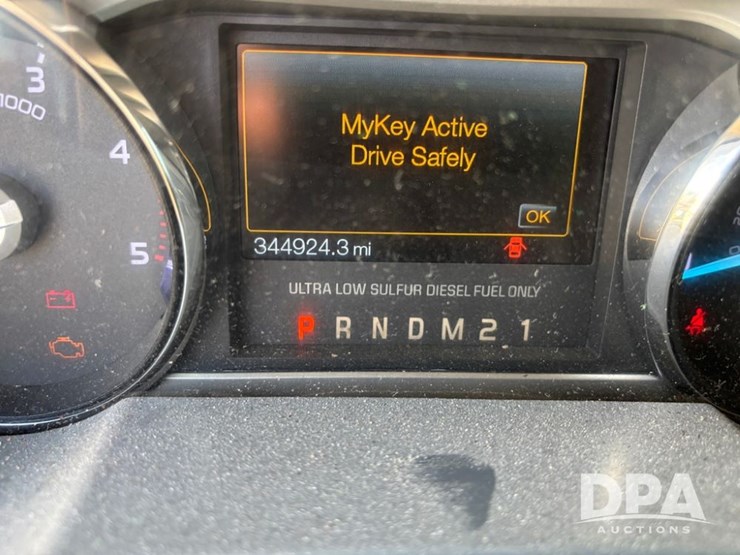 3
1000
4
5
MyKey Active
Drive Safely
OK
344924.3 mi
ULTRA LOW SULFUR DIESEL FUEL ONLY
P R N D M 2 1
DPA
AUCTIONS